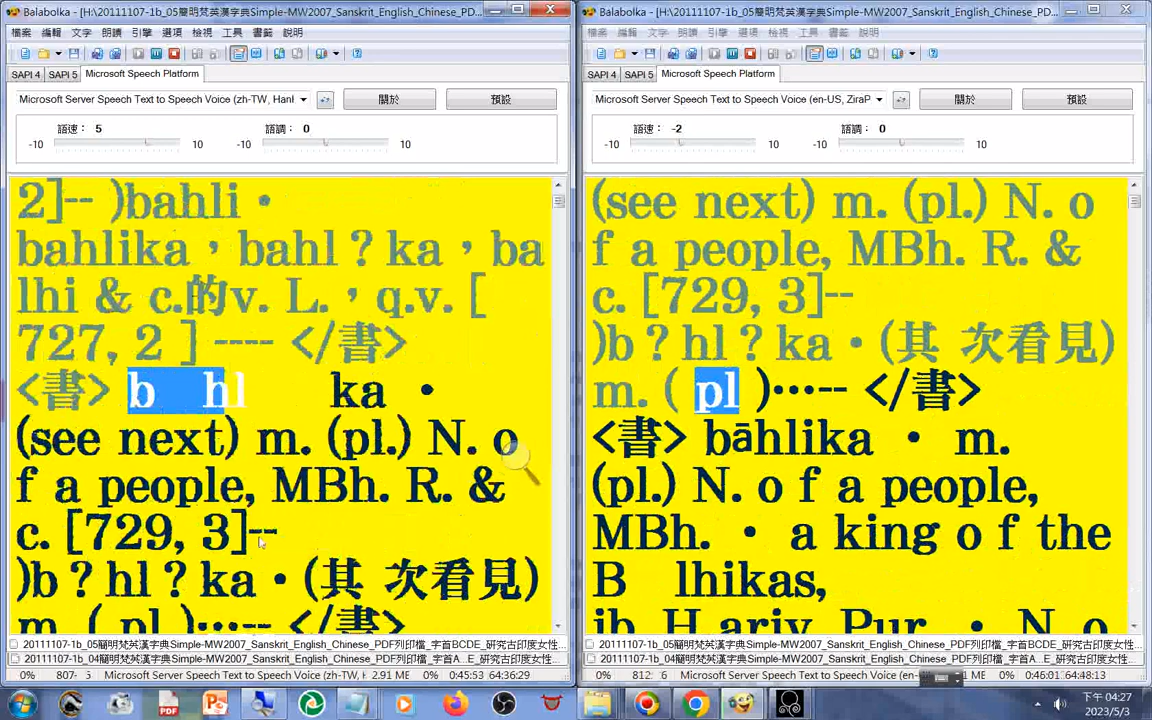 Balabolka - [H:\20111107-1b_05簡明梵英漢字典Simple-MW2007_Sanskrit_English_Chinese_PD...
檔案 編輯 文字 朗讀 引擎 選項 檢視 工具 書籤 說明
SAPI 4 SAPI 5 Microsoft Speech Platform
Microsoft Server Speech Text to Speech Voice (zh-TW, HanI
關於
預設
語速： 5
語調： 0
-10 10 -10 10
2]-- )bahli •
bahlika，bahl？ka，ba
lhi & c.的v. L.，q.v. [
727, 2 ] ---- </書>
<書> b hl ka •
(see next) m. (pl.) N. o
f a people, MBh. R. &
c. [729, 3]--
)b？hl？ka•(其 次看見)
m. ( pl )…-- </書>
20111107-1b_05簡明梵英漢字典Simple-MW2007_Sanskrit_English_Chinese_PDF列印檔_字首BCDE_研究古印度女性...
20111107-1b_04簡明梵英漢字典Simple-MW2007_Sanskrit_English_Chinese_PDF列印檔_字首A...E_研究古印度女性...
0% 807- 5 Microsoft Server Speech Text to Speech Voice (zh-TW, H 2.91 MB 0% 0:45:53 64:36:29
Balabolka - [H:\20111107-1b_05簡明梵英漢字典Simple-MW2007_Sanskrit_English_Chinese_PD...
檔案 編輯 文字 朗讀 引擎 選項 檢視 工具 書籤 說明
SAPI 4 SAPI 5 Microsoft Speech Platform
Microsoft Server Speech Text to Speech Voice (en-US, ZiraP
關於
預設
語速： -2
語調： 0
-10 10 -10 10
(see next) m. (pl.) N. o
f a people, MBh. R. &
c. [729, 3]--
)b？hl？ka•(其 次看見)
m. ( pl )…-- </書>
<書> bāhlika • m.
(pl.) N. o f a people,
MBh. • a king o f the
B lhikas,
ib. Hariv. Pur. • N. o
20111107-1b_05簡明梵英漢字典Simple-MW2007_Sanskrit_English_Chinese_PDF列印檔_字首BCDE_研究古印度女性...
20111107-1b_04簡明梵英漢字典Simple-MW2007_Sanskrit_English_Chinese_PDF列印檔_字首A...E_研究古印度女性...
0% 812: 6 Microsoft Server Speech Text to Speech Voice (en-u MB 0% 0:46:01 64:48:13
下午 04:27
2023/5/3